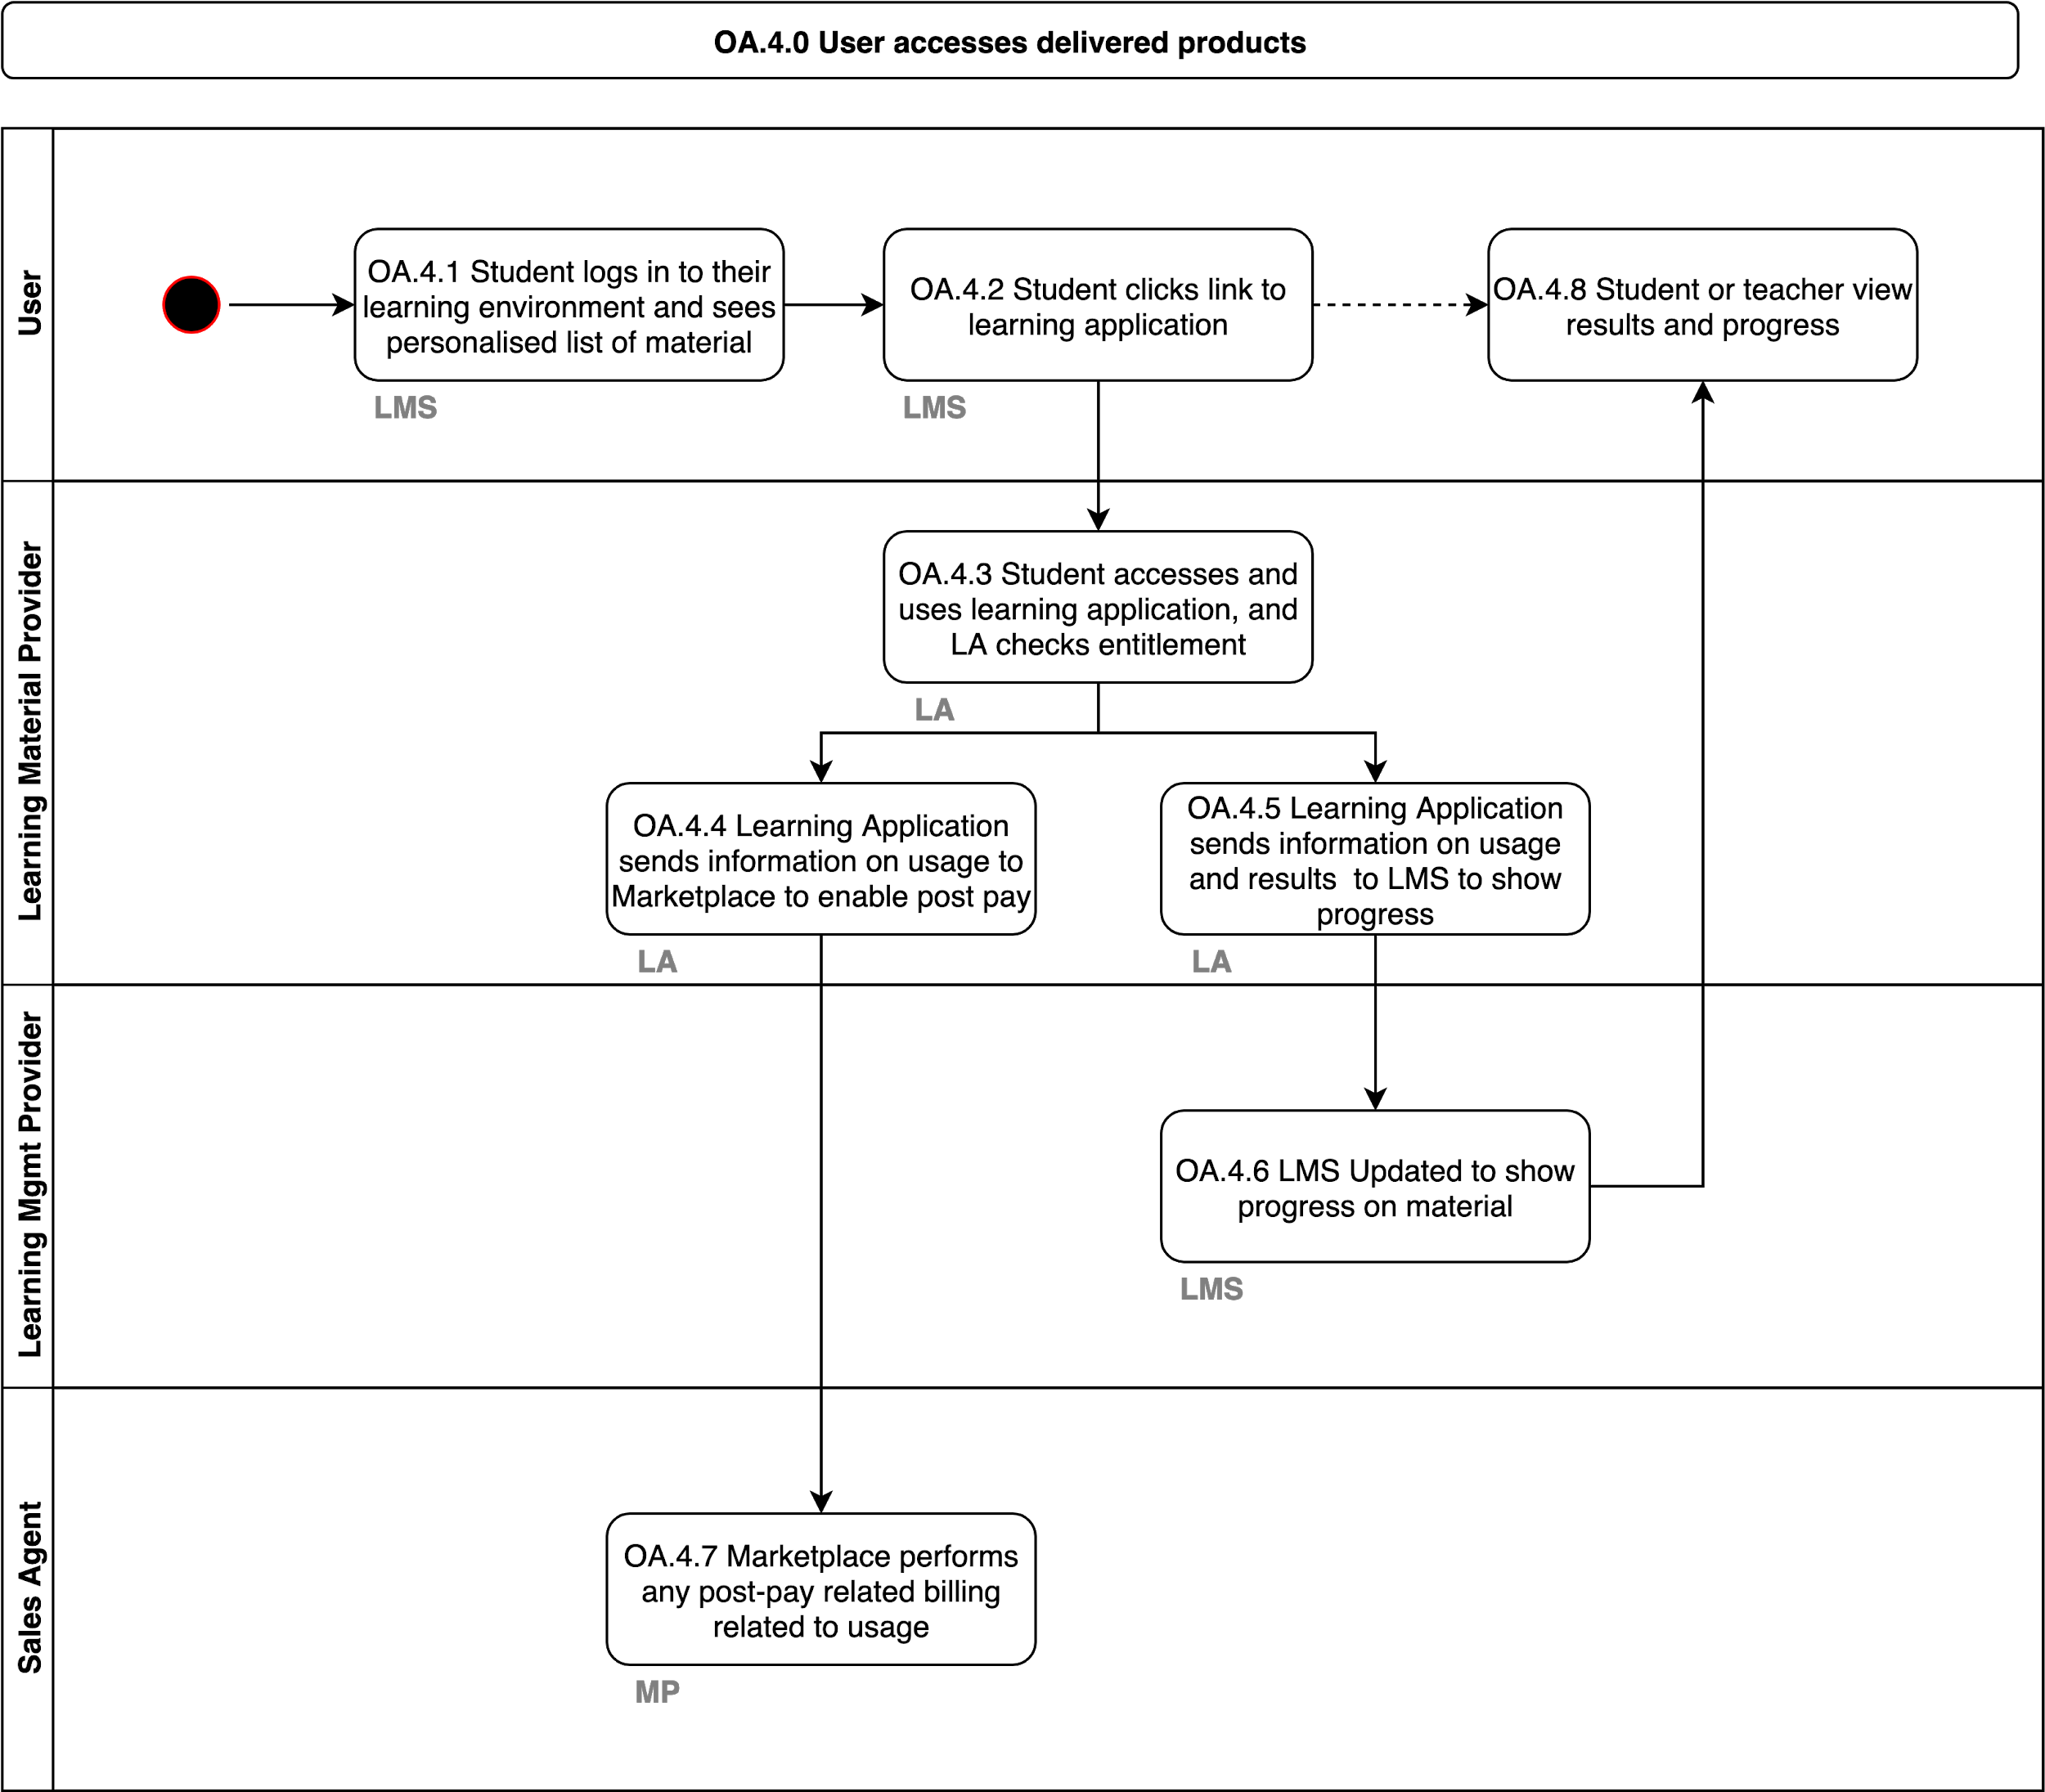 OA.4.0 User accesses delivered products
User
OA.4.1 Student logs in to their
learning environment and sees
personalised list of material
LMS
OA.4.2 Student clicks link to
learning application
LMS
OA.4.8 Student or teacher view
results and progress
Learning Material Provider
OA.4.3 Student accesses and
uses learning application, and
LA checks entitlement
LA
OA.4.4 Learning Application
sends information on usage to
Marketplace to enable post pay
LA
OA.4.5 Learning Application
sends information on usage
and results  to LMS to show
progress
LA
Learning Mgmt Provider
OA.4.6 LMS Updated to show
progress on material
LMS
Sales Agent
OA.4.7 Marketplace performs
any post-pay related billing
related to usage
MP